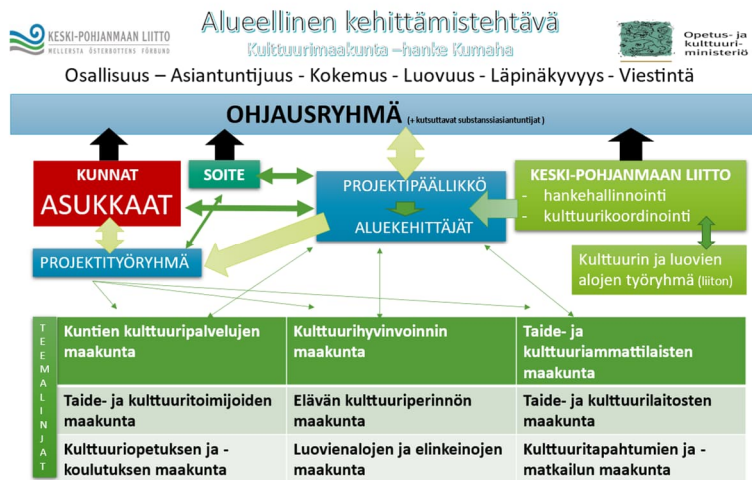 KESKI-POHJANMAAN LIITTO
MELLERSTA ÖSTERBOTTENS FÖRBUND
Alueellinen kehittämistehtävä
Kulttuurimaakunta –hanke Kumaha
Opetus- ja
kulttuuri-
ministeriö
Osallisuus – Asiantuntijuus - Kokemus - Luovuus - Läpinäkyvyys - Viestintä
OHJAUSRYHMÄ (+ kutsuttavat substanssiasiantuntijat )
KUNNAT
ASUKKAAT
SOITE
PROJEKTIPÄÄLLIKKÖ
ALUEKEHITTÄJÄT
KESKI-POHJANMAAN LIITTO
- hankehallinnointi
- kulttuurikoordinointi
PROJEKTITYÖRYHMÄ
Kulttuurin ja luovien
alojen työryhmä (liiton)
TEEMALINJAT
Kuntien kulttuuripalvelujen
maakunta
Kulttuurihyvinvoinnin
maakunta
Taide- ja
kulttuuriammattilaisten
maakunta
Taide- ja kulttuuritoimijoiden
maakunta
Elävän kulttuuriperinnön
maakunta
Taide- ja kulttuurilaitosten
maakunta
Kulttuuriopetuksen ja -
koulutuksen maakunta
Luovienalojen ja elinkeinojen
maakunta
Kulttuuritapahtumien ja -
matkailun maakunta